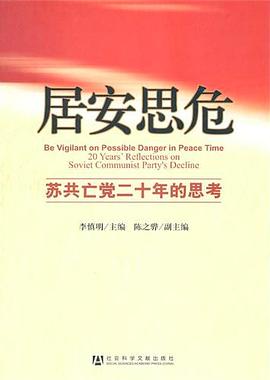 居安思危
Be Vigilant on Possible Danger in Peace Time
20 Years' Reflections on
Soviet Communist Party's Decline
苏共亡党二十年的思考
李慎明/主编 陈之骅/副主编
社会科学文献出版社
SOCIAL SCIENCES ACADEMIC PRESS(CHINA)